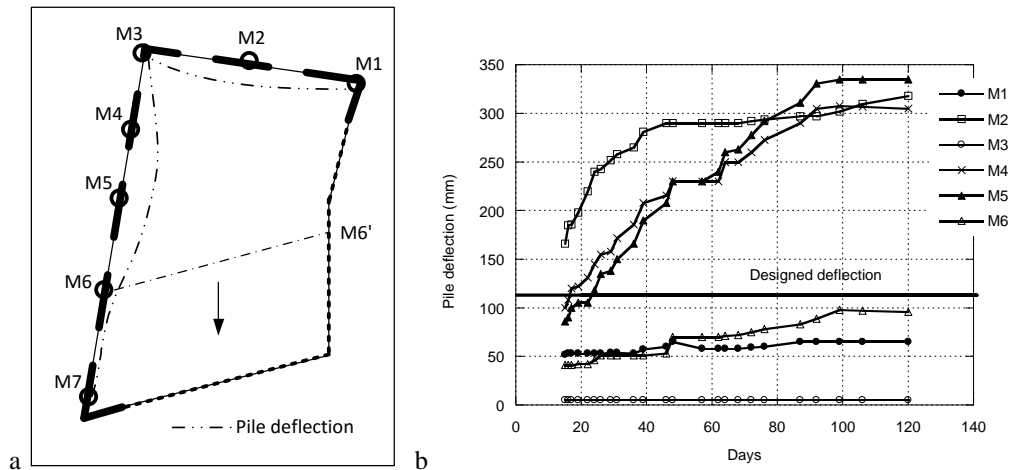 M3
M2
M1
M4
M5
M6'
M6
M7
Pile deflection
a
b
Pile deflection (mm)
350
300
250
200
150
100
50
0
Designed deflection
0 20 40 60 80 100 120 140
Days
M1
M2
M3
M4
M5
M6